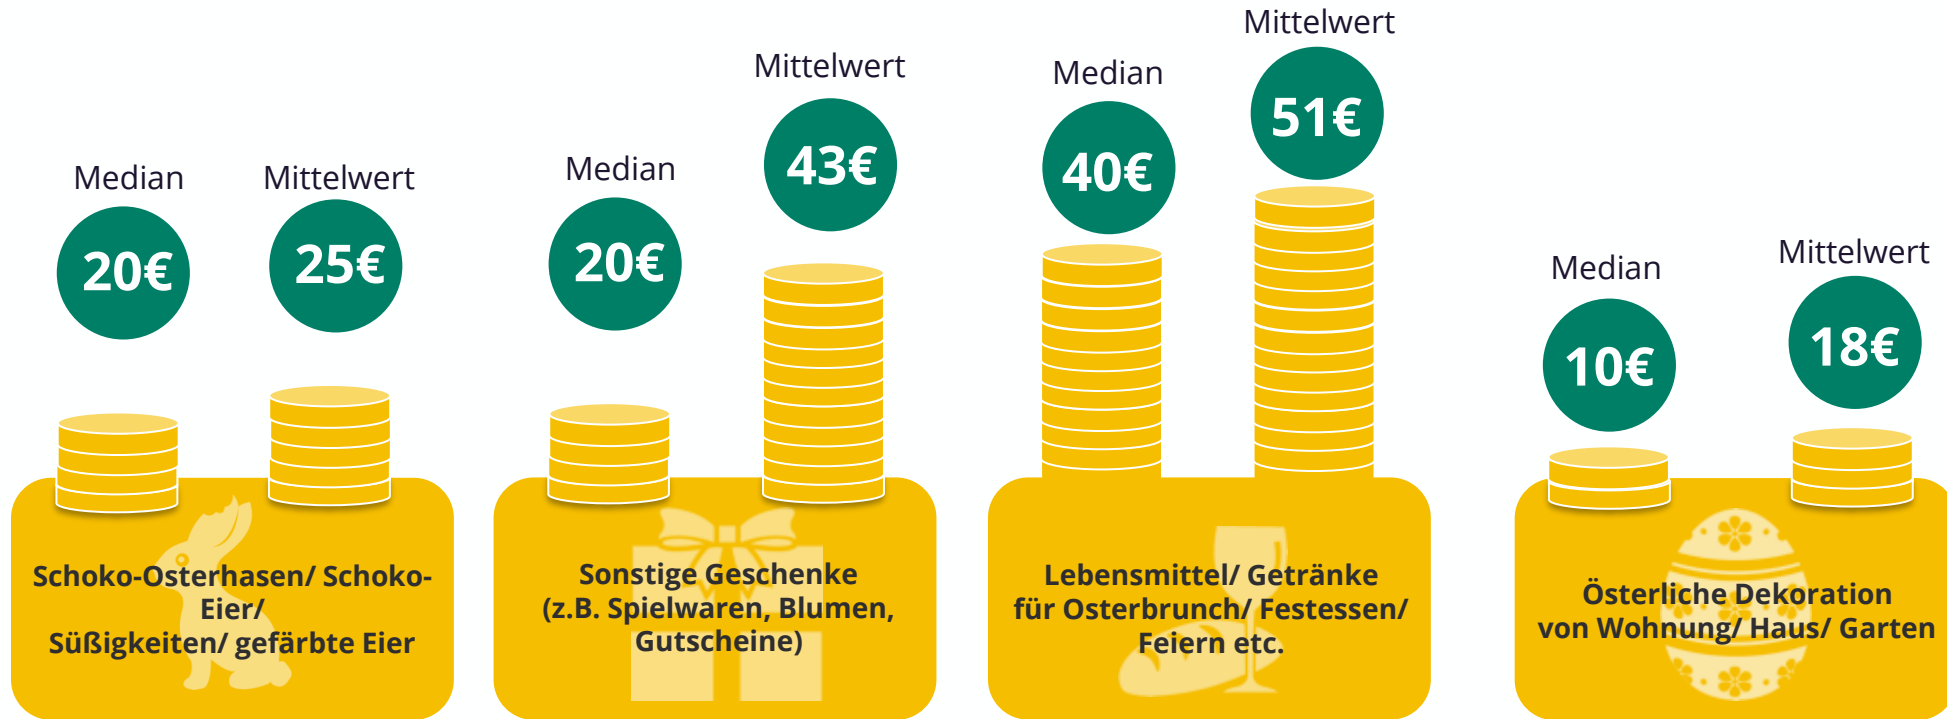 Median
20€
Mittelwert
25€
Schoko-Osterhasen/ Schoko-
Eier/
Süßigkeiten/ gefärbte Eier
Median
20€
Mittelwert
43€
Sonstige Geschenke
(z.B. Spielwaren, Blumen,
Gutscheine)
Median
40€
Mittelwert
51€
Lebensmittel/ Getränke
für Osterbrunch/ Festessen/
Feiern etc.
Median
10€
Mittelwert
18€
Österliche Dekoration
von Wohnung/ Haus/ Garten